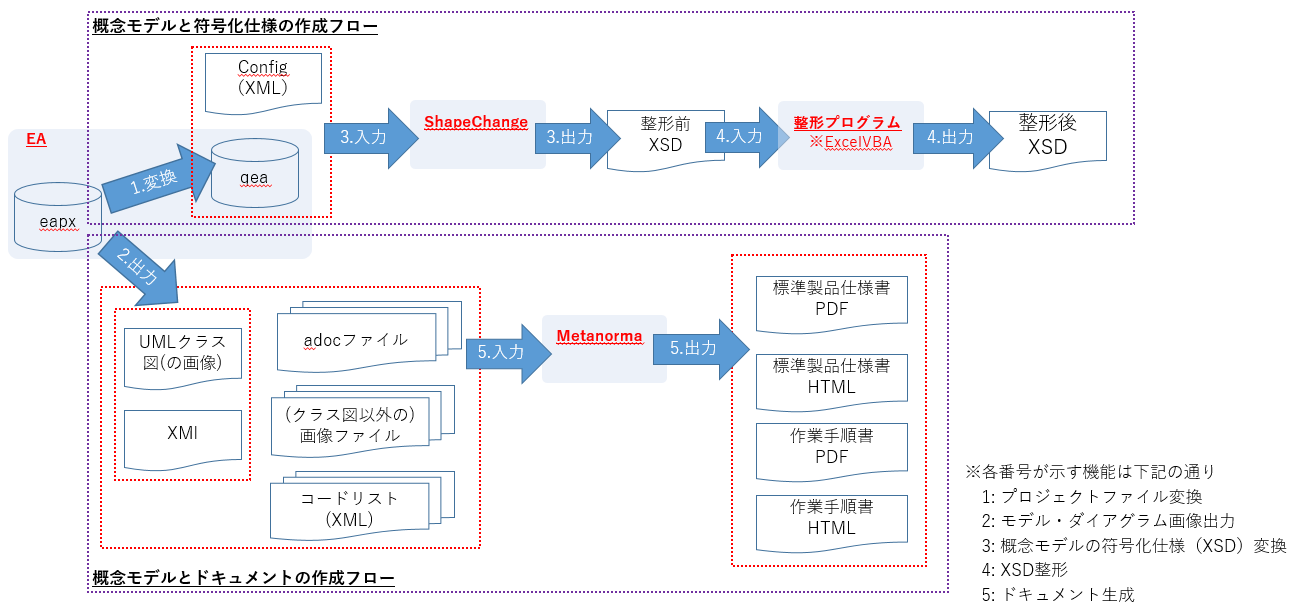 概念モデルと符号化仕様の作成フロー
Config
(XML)
EA
eapx
1.変換
qea
3.入力
ShapeChange
3.出力
整形前
XSD
4.入力
整形プログラム
※ExcelVBA
4.出力
整形後
XSD
2.出力
UMLクラス
図(の画像)
XMI
adocファイル
(クラス図以外の)
画像ファイル
コードリスト
(XML)
5.入力
Metanorma
5.出力
標準製品仕様書
PDF
標準製品仕様書
HTML
作業手順書
PDF
作業手順書
HTML
概念モデルとドキュメントの作成フロー
※各番号が示す機能は下記の通り
1: プロジェクトファイル変換
2: モデル・ダイアグラム画像出力
3: 概念モデルの符号化仕様（XSD）変換
4: XSD整形
5: ドキュメント生成